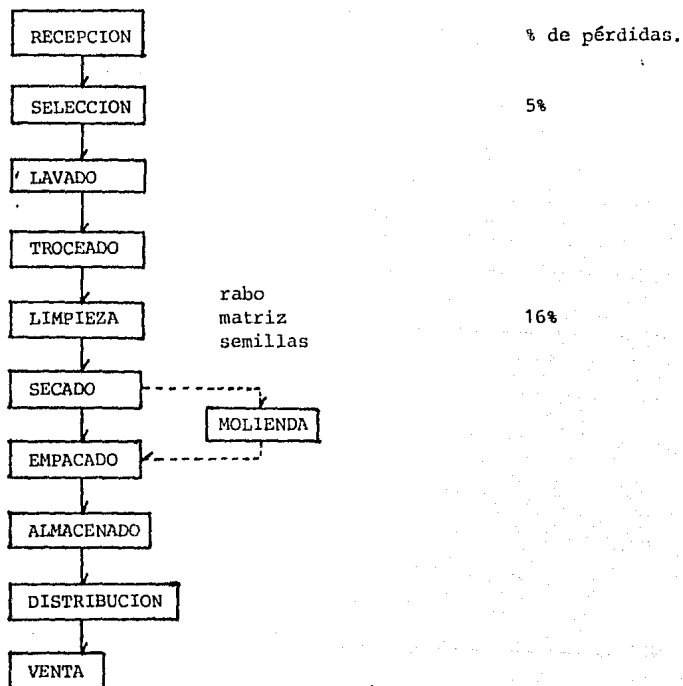 RECEPCION
% de pérdidas.
SELECCION
5%
LAVADO
TROCEADO
LIMPIEZA
rabo
matriz
semillas
16%
SECADO
MOLIENDA
EMPACADO
ALMACENADO
DISTRIBUCION
VENTA